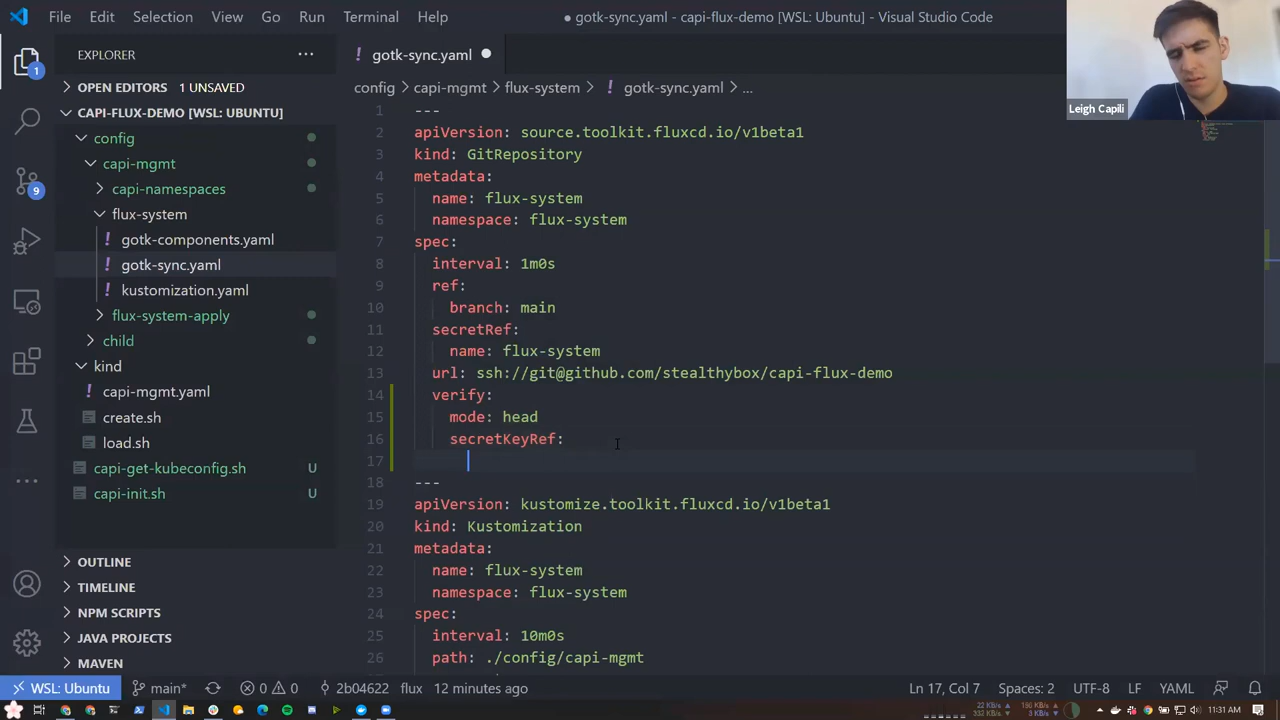 File Edit Selection View Go Run Terminal Help
● gotk-sync.yaml - capi-flux-demo [WSL: Ubuntu] - Visual Studio Code
Leigh Capili
EXPLORER
OPEN EDITORS 1 UNSAVED
CAPI-FLUX-DEMO [WSL: UBUNTU]
config
capi-mgmt
capi-namespaces
flux-system
gotk-components.yaml
gotk-sync.yaml
kustomization.yaml
flux-system-apply
child
kind
capi-mgmt.yaml
create.sh
load.sh
capi-get-kubeconfig.sh U
capi-init.sh U
OUTLINE
TIMELINE
NPM SCRIPTS
JAVA PROJECTS
MAVEN
1
9
! gotk-sync.yaml ●
config > capi-mgmt > flux-system > ! gotk-sync.yaml > ...
1 ---
2 apiVersion: source.toolkit.fluxcd.io/v1beta1
3 kind: GitRepository
4 metadata:
5 name: flux-system
6 namespace: flux-system
7 spec:
8 interval: 1m0s
9 ref:
10 branch: main
11 secretRef:
12 name: flux-system
13 url: ssh://git@github.com/stealthybox/capi-flux-demo
14 verify:
15 mode: head
16 secretKeyRef:
17
18 ---
19 apiVersion: kustomize.toolkit.fluxcd.io/v1beta1
20 kind: Kustomization
21 metadata:
22 name: flux-system
23 namespace: flux-system
24 spec:
25 interval: 10m0s
26 path: ./config/capi-mgmt
WSL: Ubuntu main* 0 0 2b04622 flux 12 minutes ago Ln 17, Col 7 Spaces: 2 UTF-8 LF YAML
11:31 AM